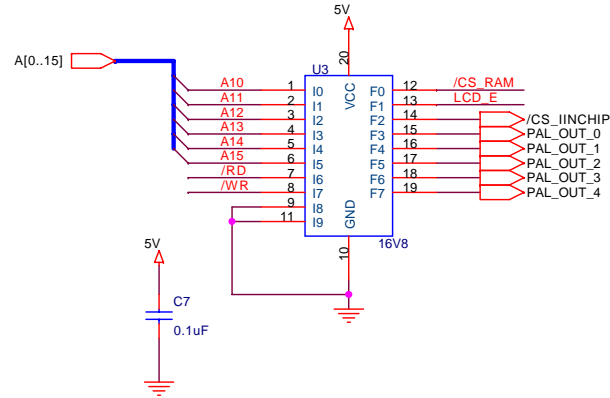 5V
A[0..15]
U3
20
A10 1 I0 VCC F0 12 /CS_RAM
A11 2 I1 F1 13 LCD_E
A12 3 I2 F2 14 /CS_IINCHIP
A13 4 I3 F3 15 PAL_OUT_0
A14 5 I4 F4 16 PAL_OUT_1
A15 6 I5 F5 17 PAL_OUT_2
/RD 7 I6 F6 18 PAL_OUT_3
/WR 8 I7 F7 19 PAL_OUT_4
9 I8 GND
11 I9
10 16V8
5V
C7
0.1uF